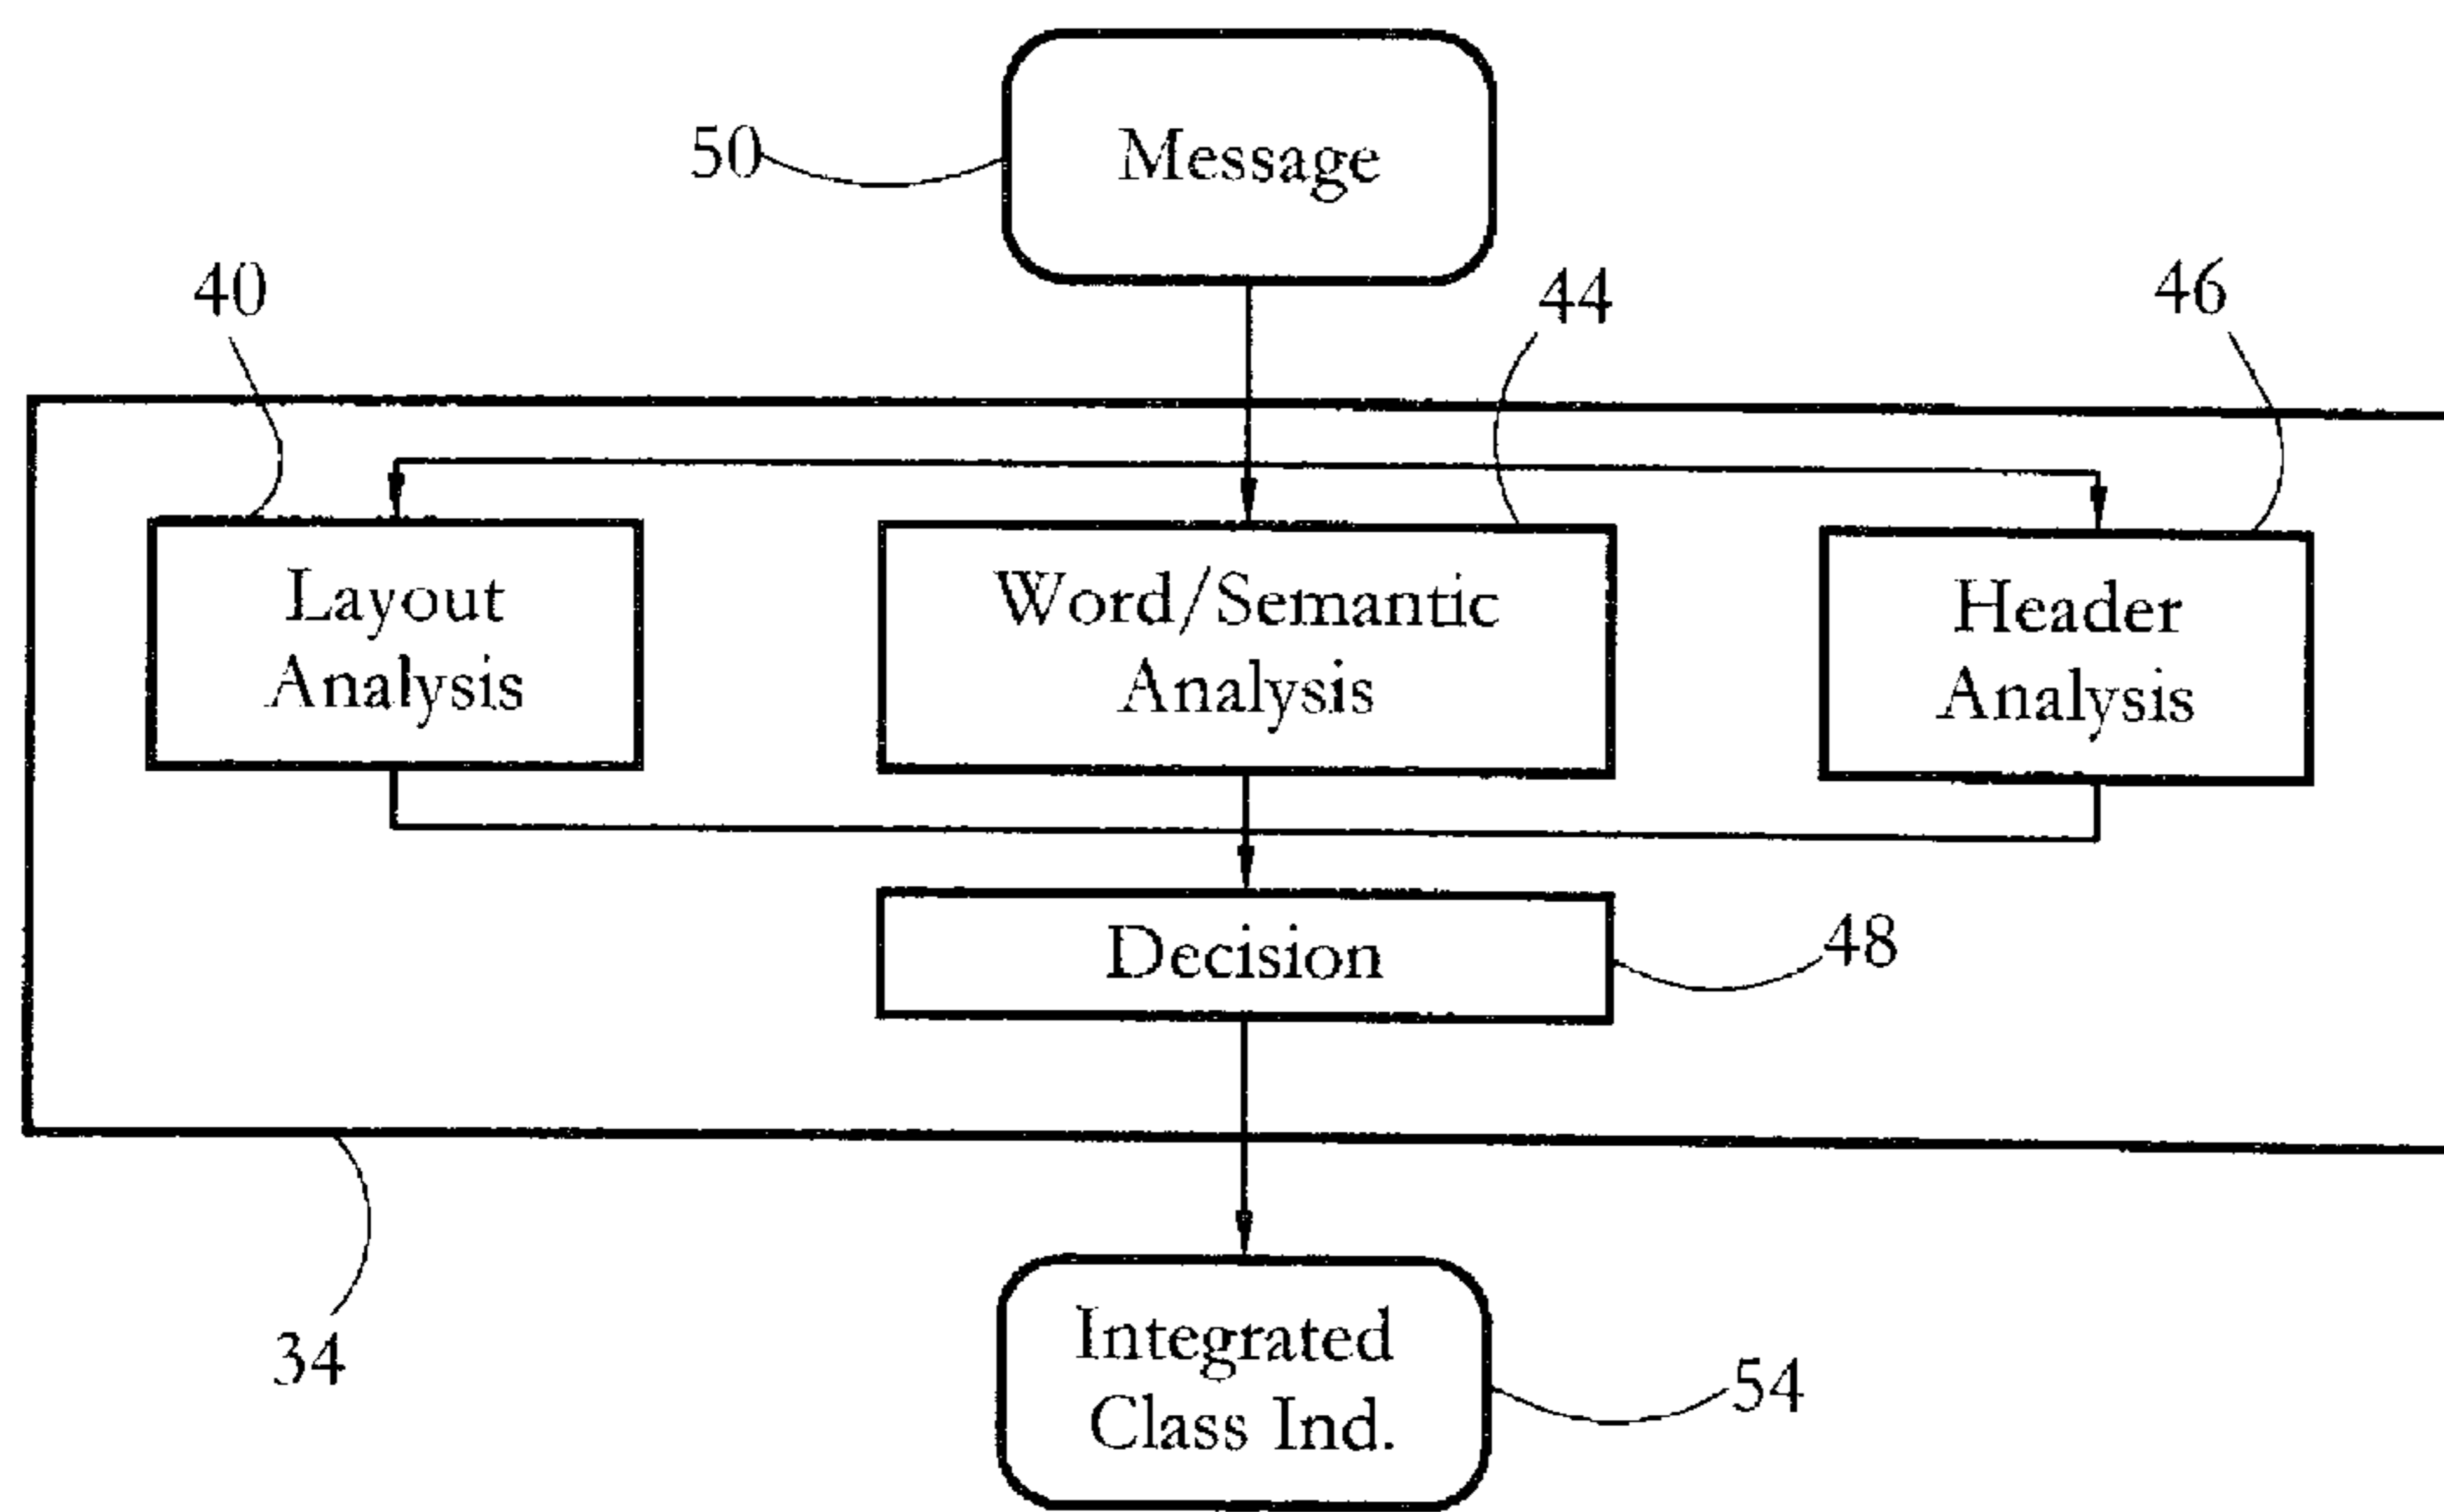 50
Message
40
44
46
Layout
Analysis
Word/Semantic
Analysis
Header
Analysis
Decision
48
34
Integrated
Class Ind.
54